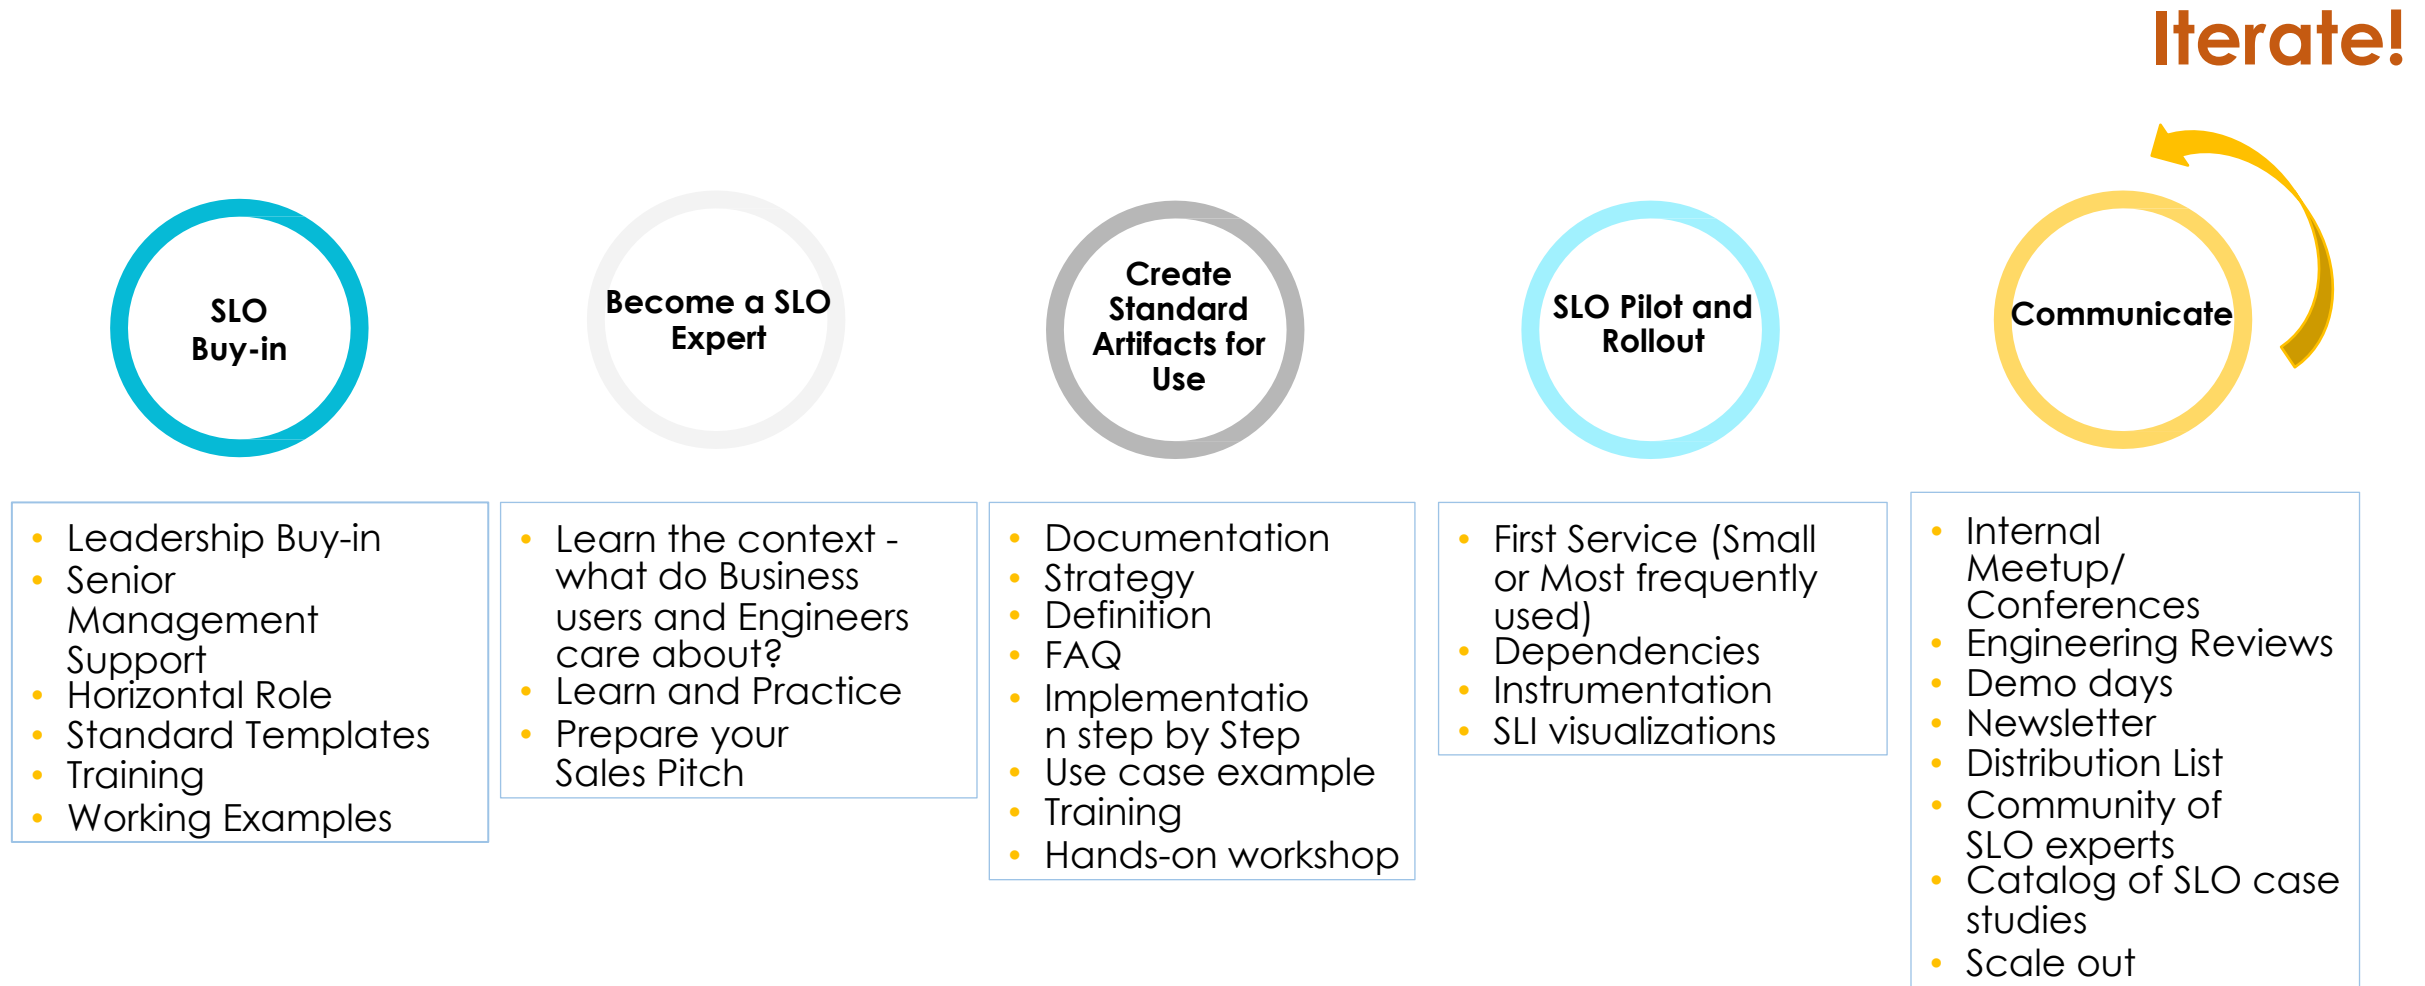 Iterate!
SLO
Buy-in
Become a SLO
Expert
Create
Standard
Artifacts for
Use
SLO Pilot and
Rollout
Communicate
• Leadership Buy-in
• Senior
Management
Support
• Horizontal Role
• Standard Templates
• Training
• Working Examples
• Learn the context -
what do Business
users and Engineers
care about?
• Learn and Practice
• Prepare your
Sales Pitch
• Documentation
• Strategy
• Definition
• FAQ
• Implementatio
n step by Step
• Use case example
• Training
• Hands-on workshop
• First Service (Small
or Most frequently
used)
• Dependencies
• Instrumentation
• SLI visualizations
• Internal
Meetup/
Conferences
• Engineering Reviews
• Demo days
• Newsletter
• Distribution List
• Community of
SLO experts
• Catalog of SLO case
studies
• Scale out